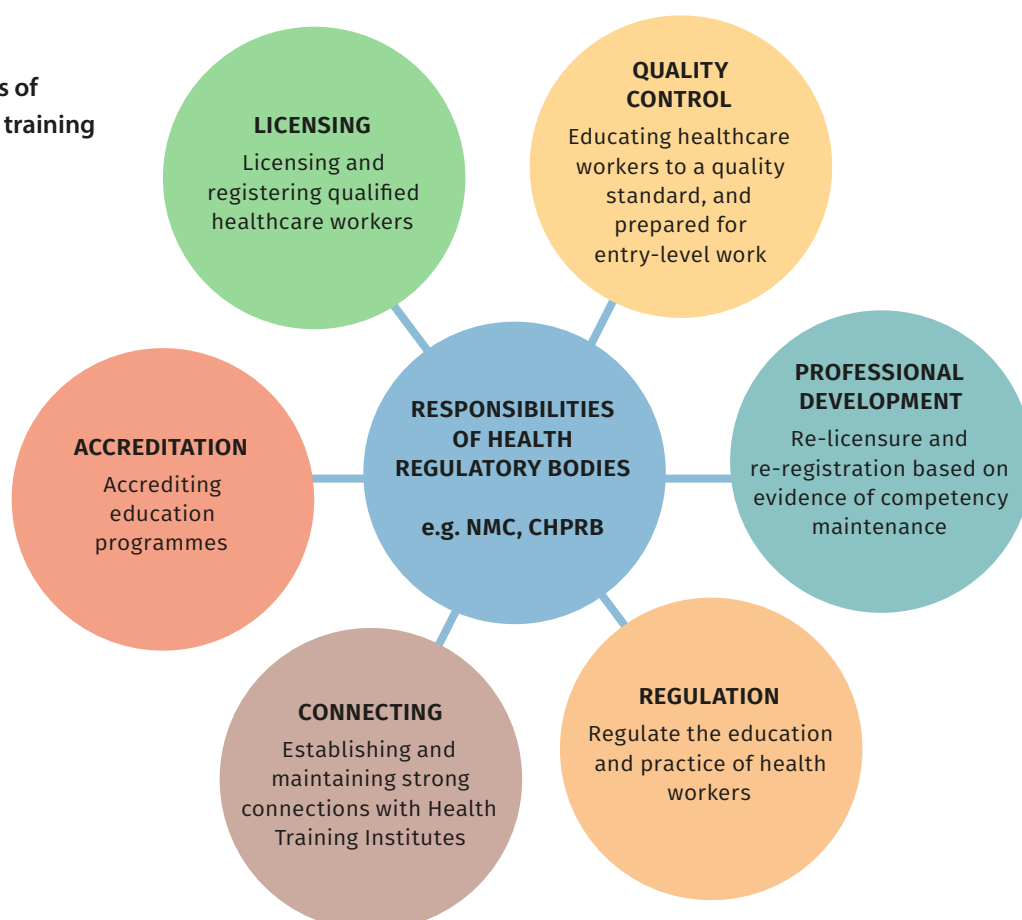 s of
training
LICENSING
Licensing and
registering qualified
healthcare workers
QUALITY
CONTROL
Educating healthcare
workers to a quality
standard, and
prepared for
entry-level work
PROFESSIONAL
DEVELOPMENT
Re-licensure and
re-registration based on
evidence of competency
maintenance
RESPONSIBILITIES
OF HEALTH
REGULATORY BODIES
e.g. NMC, CHPRB
ACCREDITATION
Accrediting
education
programmes
REGULATION
Regulate the education
and practice of health
workers
CONNECTING
Establishing and
maintaining strong
connections with Health
Training Institutes